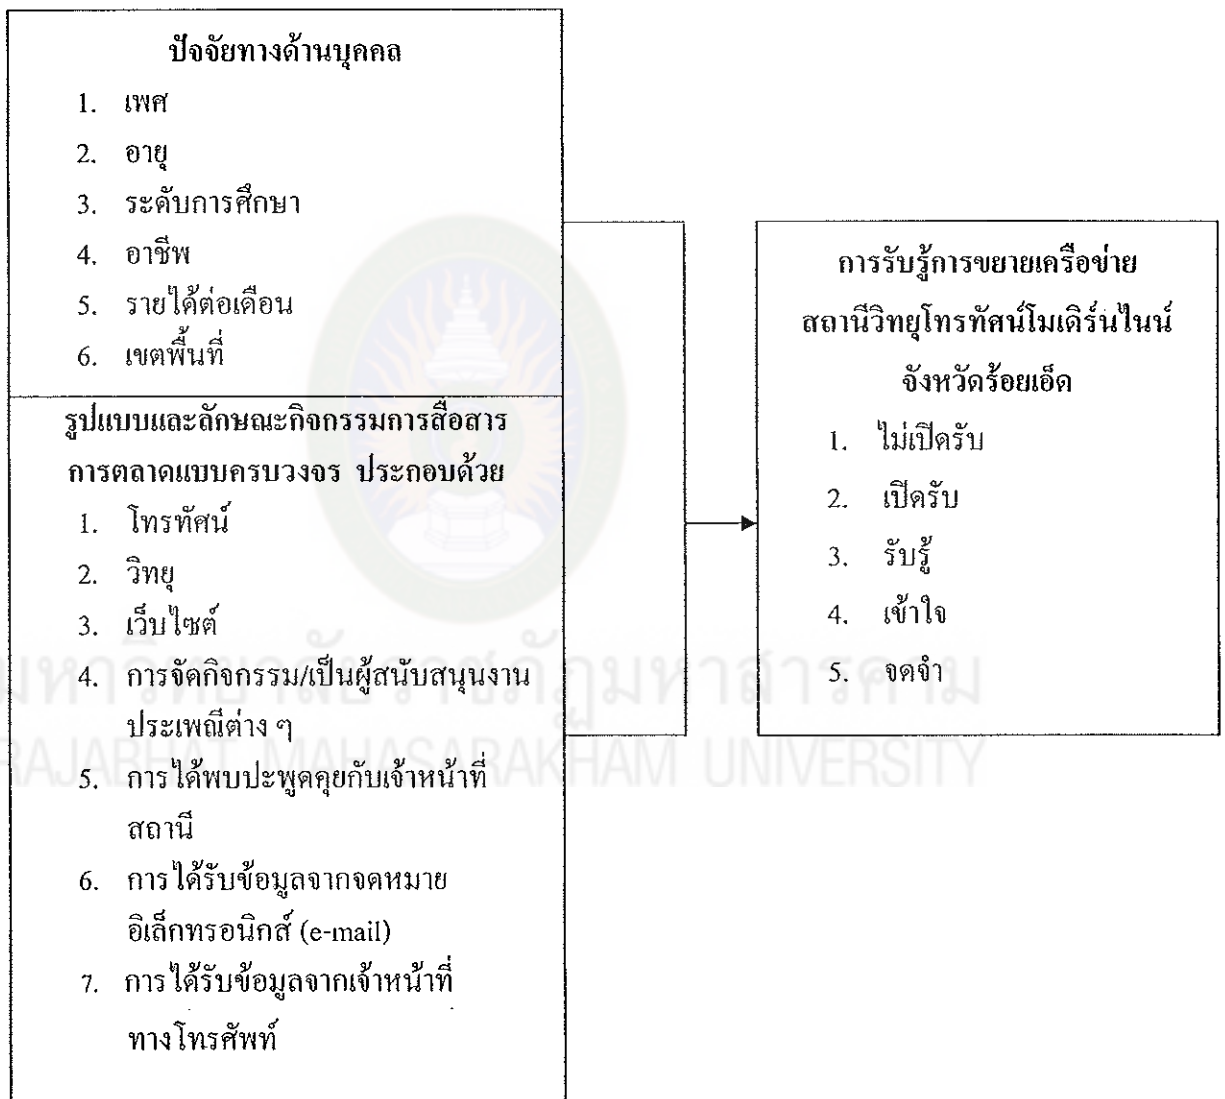 ปัจจัยทางด้านบุคคล
1. เพศ
2. อายุ
3. ระดับการศึกษา
4. อาชีพ
5. รายได้ต่อเดือน
6. เขตพื้นที่
รูปแบบและลักษณะกิจกรรมการสื่อสาร
การตลาดแบบครบวงจร ประกอบด้วย
1. โทรทัศน์
2. วิทยุ
3. เว็บไซต์
4. การจัดกิจกรรม/เป็นผู้สนับสนุนงาน
ประเพณีต่าง ๆ
5. การได้พบปะพูดคุยกับเจ้าหน้าที่
สถานี
6. การได้รับข้อมูลจากจดหมาย
อิเล็กทรอนิกส์ (e-mail)
7. การได้รับข้อมูลจากเจ้าหน้าที่
ทางโทรศัพท์
การรับรู้การขยายเครือข่าย
สถานีวิทยุโทรทัศน์โมเดิร์นไนน์
จังหวัดร้อยเอ็ด
1. ไม่เปิดรับ
2. เปิดรับ
3. รับรู้
4. เข้าใจ
5. จดจำ
มหาวิทยาลัยราชภัฏมหาสารคาม
RAJABHAT MAHASARAKHAM UNIVERSITY